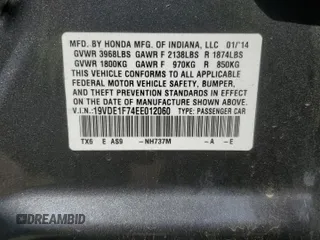 MFD. BY HONDA MFG. OF INDIANA, LLC 01/14
GVWR 3968LBS GAWR F 2138LBS R 1874LBS
GVWR 1800KG GAWR F 970KG R 850KG
THIS VEHICLE CONFORMS TO ALL APPLICABLE
FEDERAL MOTOR VEHICLE SAFETY, BUMPER,
AND THEFT PREVENTION STANDARDS IN EFFECT
ON THE DATE OF MANUFACTURE SHOWN ABOVE.
V.I.N.: 19VDE1F74EE012060 TYPE: PASSENGER CAR
TX6 E AS9 -NH737M -A -E
DREAMBID